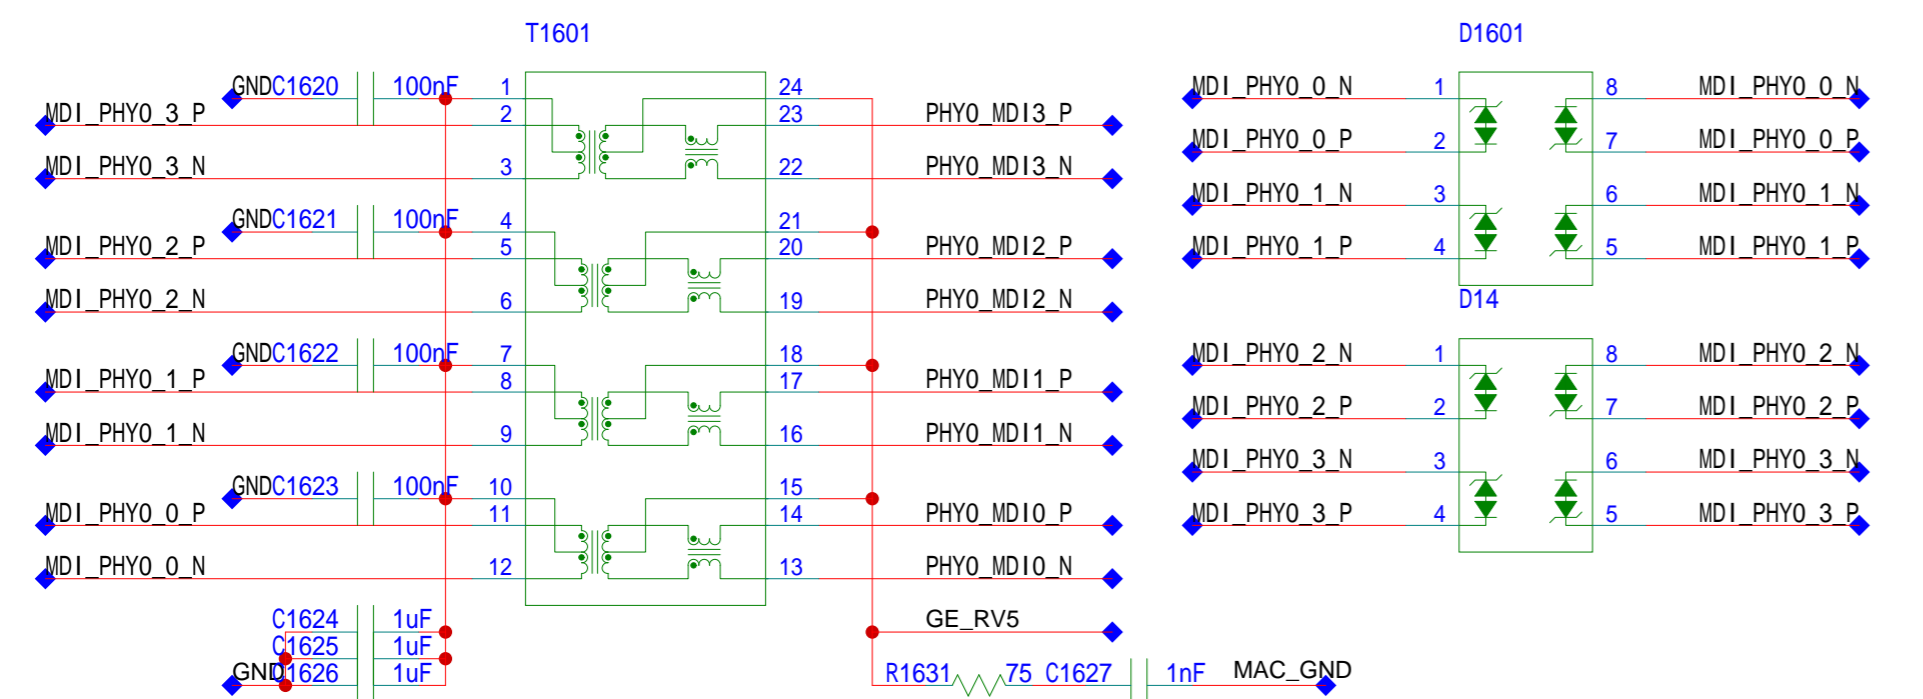 T1601 D1601
GND C1620 100nF 1 24 MDI_PHY0_0_N 1 8 MDI_PHY0_0_N
MDI_PHY0_3_P 2 23 PHY0_MDI3_P
MDI_PHY0_0_P 2 7 MDI_PHY0_0_P
MDI_PHY0_3_N 3 22 PHY0_MDI3_N
MDI_PHY0_1_N 3 6 MDI_PHY0_1_N
GND C1621 100nF 4 21
MDI_PHY0_2_P 5 20 PHY0_MDI2_P MDI_PHY0_1_P 4 5 MDI_PHY0_1_P
MDI_PHY0_2_N 6 19 PHY0_MDI2_N D14
GND C1622 100nF 7 18 MDI_PHY0_2_N 1 8 MDI_PHY0_2_N
MDI_PHY0_1_P 8 17 PHY0_MDI1_P
MDI_PHY0_2_P 2 7 MDI_PHY0_2_P
MDI_PHY0_1_N 9 16 PHY0_MDI1_N
MDI_PHY0_3_N 3 6 MDI_PHY0_3_N
GND C1623 100nF 10 15
MDI_PHY0_0_P 11 14 PHY0_MDI0_P MDI_PHY0_3_P 4 5 MDI_PHY0_3_P
MDI_PHY0_0_N 12 13 PHY0_MDI0_N
C1624 1uF GE_RV5
C1625 1uF
GND C1626 1uF R1631 75 C1627 1nF MAC_GND